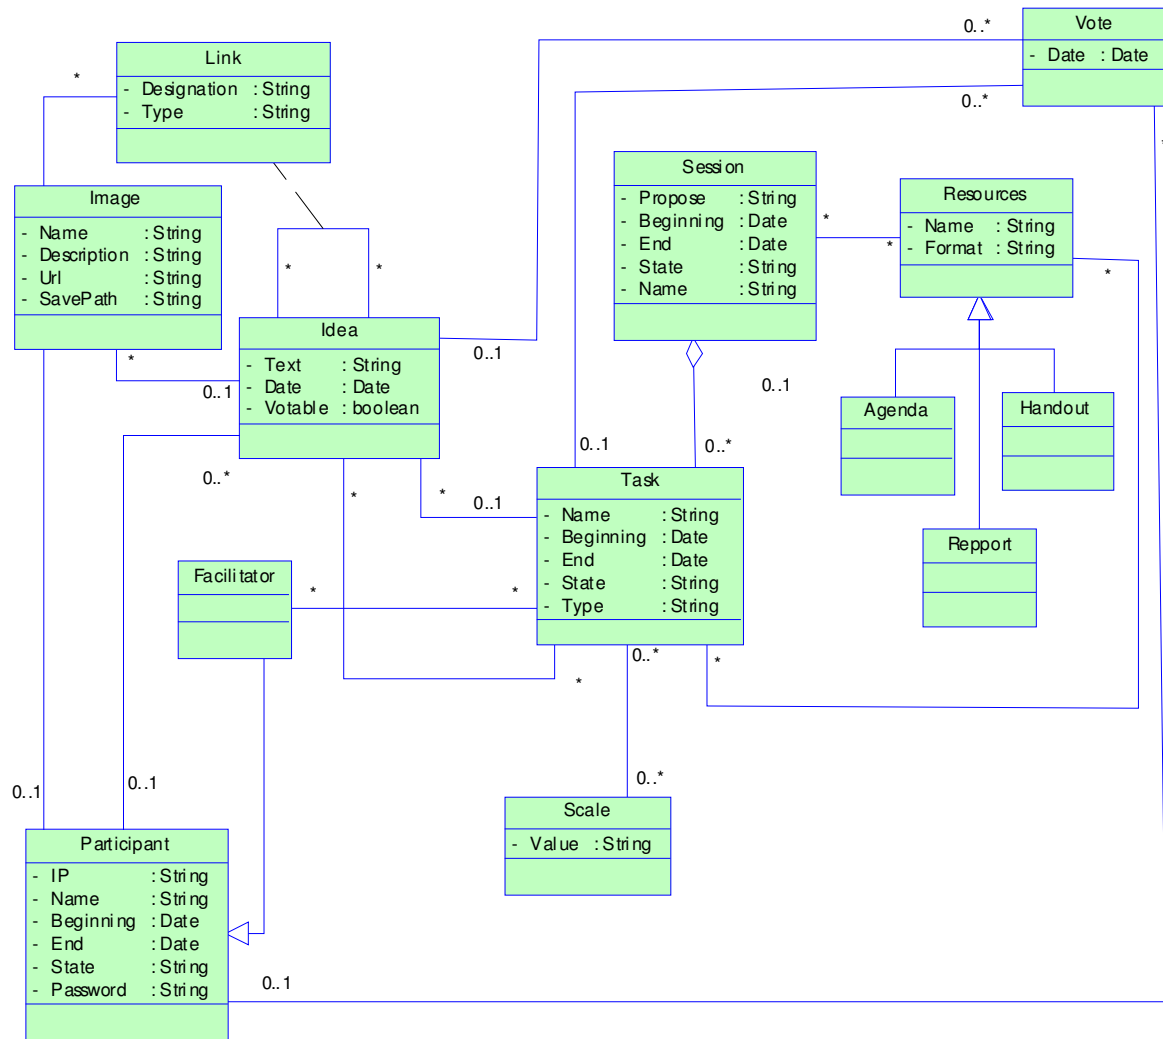 Link
- Designation : String
- Type : String
*
Vote
- Date : Date
0..*
0..*
*
Image
- Name : String
- Description : String
- Url : String
- SavePath : String
*
0..1
*
*
Session
- Propose : String
- Beginning : Date
- End : Date
- State : String
- Name : String
*
*
Resources
- Name : String
- Format : String
*
Idea
- Text : String
- Date : Date
- Votable : boolean
0..1
0..*
*
*
0..1
0..1
0..1
0..*
Agenda
Handout
Repport
Task
- Name : String
- Beginning : Date
- End : Date
- State : String
- Type : String
Facilitator
*
*
*
0..*
*
0..*
Scale
- Value : String
0..1
0..1
Participant
- IP : String
- Name : String
- Beginning : Date
- End : Date
- State : String
- Password : String
0..1